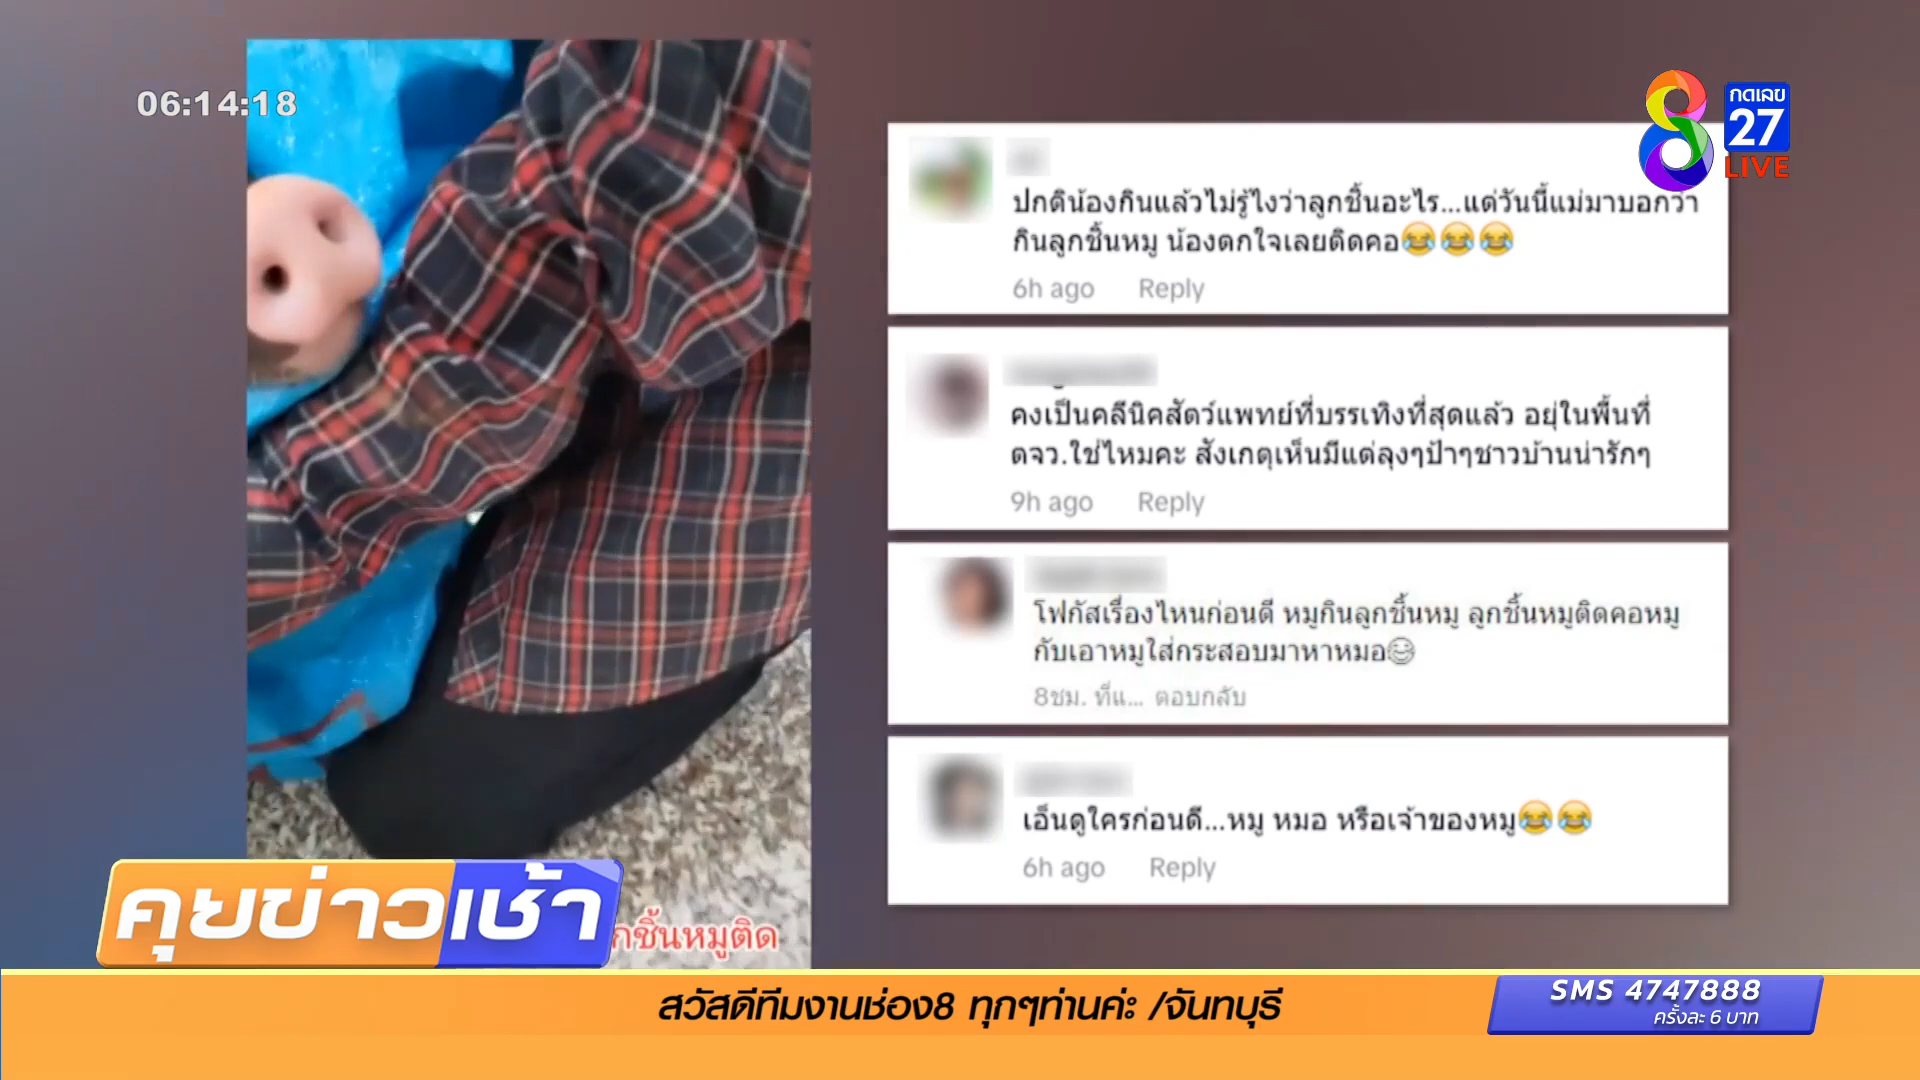 06:14:18
กดเลข
27
LIVE
ปกติน้องกินแล้วไม่รู้ไงว่าลูกชิ้นอะไร...แต่วันนี้แม่มาบอกว่า
กินลูกชิ้นหมู น้องตกใจเลยติดคอ😂😂😂
6h ago Reply
คงเป็นคลีนิคสัตว์แพทย์ที่บรรเทิงที่สุดแล้ว อยุ่ในพื้นที่
ตจว.ใช่ไหมคะ สังเกตุเห็นมีแต่ลุงๆป้าๆชาวบ้านน่ารักๆ
9h ago Reply
โฟกัสเรื่องไหนก่อนดี หมูกินลูกชิ้นหมู ลูกชิ้นหมูติดคอหมู
กับเอาหมูใส่กระสอบมาหาหมอ😂
8ชม. ที่แ... ตอบกลับ
เอ็นดูใครก่อนดี...หมู หมอ หรือเจ้าของหมู😂😂
6h ago Reply
คุยข่าวเช้า
กชิ้นหมูติด
สวัสดีทีมงานช่อง8 ทุกๆท่านค่ะ /จันทบุรี
SMS 4747888
ครั้งละ 6 บาท